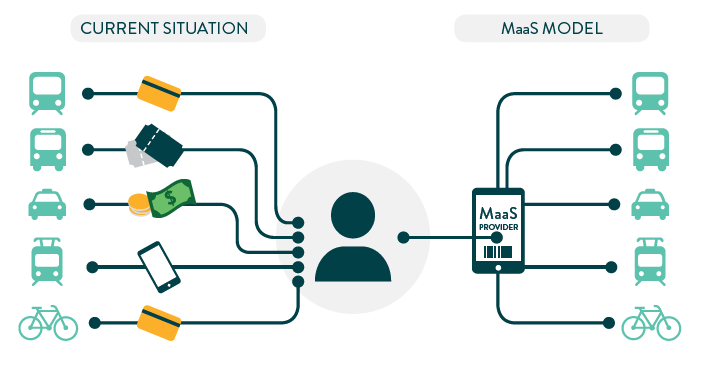 CURRENT SITUATION
MaaS MODEL
$
MaaS
PROVIDER